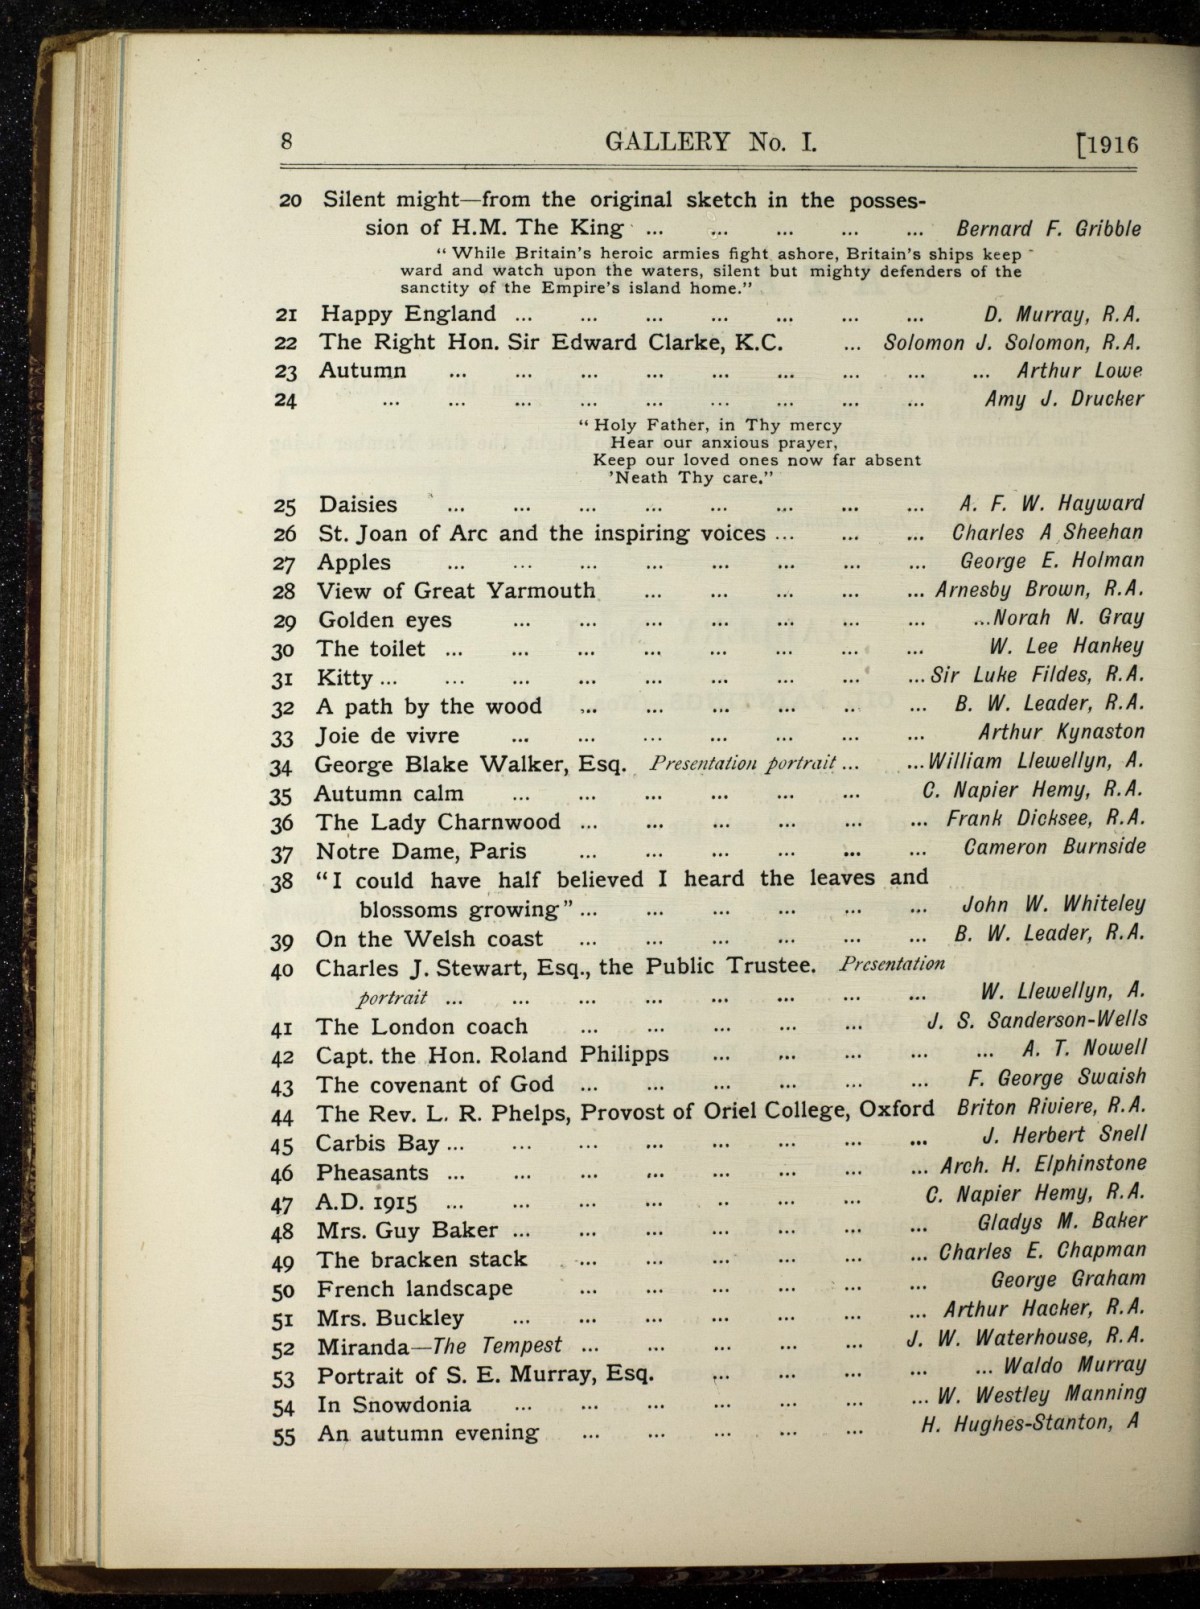 8 GALLERY No. I. [1916
20 Silent might—from the original sketch in the posses-
sion of H.M. The King ... ... ... ... ... Bernard F. Gribble
“ While Britain's heroic armies fight ashore, Britain's ships keep
ward and watch upon the waters, silent but mighty defenders of the
sanctity of the Empire's island home.”
21 Happy England ... ... ... ... ... ... ... D. Murray, R.A.
22 The Right Hon. Sir Edward Clarke, K.C. ... Solomon J. Solomon, R.A.
23 Autumn ... ... ... ... ... ... ... ... ... Arthur Lowe
24 ... ... ... ... ... ... ... ... ... Amy J. Drucker
“ Holy Father, in Thy mercy
Hear our anxious prayer,
Keep our loved ones now far absent
'Neath Thy care.”
25 Daisies ... ... ... ... ... ... ... ... A. F. W. Hayward
26 St. Joan of Arc and the inspiring voices ... ... ... Charles A Sheehan
27 Apples ... ... ... ... ... ... ... ... George E. Holman
28 View of Great Yarmouth ... ... ... ... ... Arnesby Brown, R.A.
29 Golden eyes ... ... ... ... ... ... ... ...Norah N. Gray
30 The toilet ... ... ... ... ... ... ... ... W. Lee Hankey
31 Kitty ... ... ... ... ... ... ... ... ... Sir Luke Fildes, R.A.
32 A path by the wood ... ... ... ... ... ... B. W. Leader, R.A.
33 Joie de vivre ... ... ... ... ... ... ... Arthur Kynaston
34 George Blake Walker, Esq. Presentation portrait ... ... William Llewellyn, A.
35 Autumn calm ... ... ... ... ... ... C. Napier Hemy, R.A.
36 The Lady Charnwood ... ... ... ... ... ... Frank Dicksee, R.A.
37 Notre Dame, Paris ... ... ... ... ... ... Cameron Burnside
38 “I could have half believed I heard the leaves and
blossoms growing” ... ... ... ... ... ... John W. Whiteley
39 On the Welsh coast ... ... ... ... ... ... B. W. Leader, R.A.
40 Charles J. Stewart, Esq., the Public Trustee. Presentation
portrait ... ... ... ... ... ... ... ... W. Llewellyn, A.
41 The London coach ... ... ... ... ... J. S. Sanderson-Wells
42 Capt. the Hon. Roland Philipps ... ... ... ... ... A. T. Nowell
43 The covenant of God ... ... ... ... ... ... F. George Swaish
44 The Rev. L. R. Phelps, Provost of Oriel College, Oxford Briton Riviere, R.A.
45 Carbis Bay ... ... ... ... ... ... ... ... J. Herbert Snell
46 Pheasants ... ... ... ... ... ... ... ... Arch. H. Elphinstone
47 A.D. 1915 ... ... ... ... .. ... ... C. Napier Hemy, R.A.
48 Mrs. Guy Baker ... ... ... ... ... ... ... Gladys M. Baker
49 The bracken stack ... ... ... ... ... ... Charles E. Chapman
50 French landscape ... ... ... ... ... ... George Graham
51 Mrs. Buckley ... ... ... ... ... ... ... Arthur Hacker, R.A.
52 Miranda—The Tempest ... ... ... ... ... J. W. Waterhouse, R.A.
53 Portrait of S. E. Murray, Esq. ... ... ... ... ... Waldo Murray
54 In Snowdonia ... ... ... ... ... ... ... W. Westley Manning
55 An autumn evening ... ... ... ... ... H. Hughes-Stanton, A